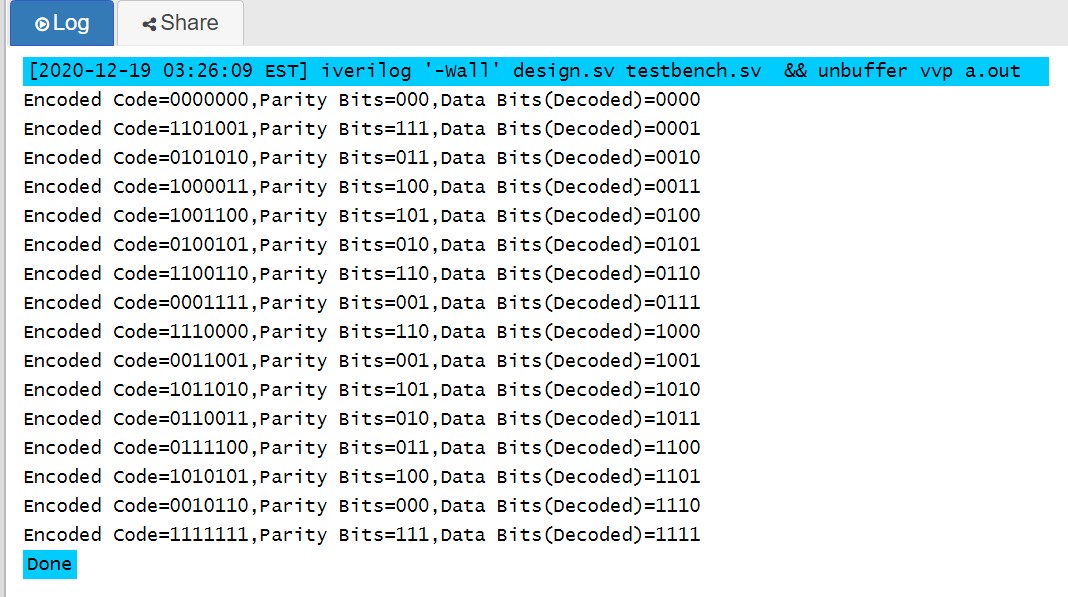 Log Share
[2020-12-19 03:26:09 EST] iverilog '-Wall' design.sv testbench.sv && unbuffer vvp a.out
Encoded Code=0000000,Parity Bits=000,Data Bits(Decoded)=0000
Encoded Code=1101001,Parity Bits=111,Data Bits(Decoded)=0001
Encoded Code=0101010,Parity Bits=011,Data Bits(Decoded)=0010
Encoded Code=1000011,Parity Bits=100,Data Bits(Decoded)=0011
Encoded Code=1001100,Parity Bits=101,Data Bits(Decoded)=0100
Encoded Code=0100101,Parity Bits=010,Data Bits(Decoded)=0101
Encoded Code=1100110,Parity Bits=110,Data Bits(Decoded)=0110
Encoded Code=0001111,Parity Bits=001,Data Bits(Decoded)=0111
Encoded Code=1110000,Parity Bits=110,Data Bits(Decoded)=1000
Encoded Code=0011001,Parity Bits=001,Data Bits(Decoded)=1001
Encoded Code=1011010,Parity Bits=101,Data Bits(Decoded)=1010
Encoded Code=0110011,Parity Bits=010,Data Bits(Decoded)=1011
Encoded Code=0111100,Parity Bits=011,Data Bits(Decoded)=1100
Encoded Code=1010101,Parity Bits=100,Data Bits(Decoded)=1101
Encoded Code=0010110,Parity Bits=000,Data Bits(Decoded)=1110
Encoded Code=1111111,Parity Bits=111,Data Bits(Decoded)=1111
Done